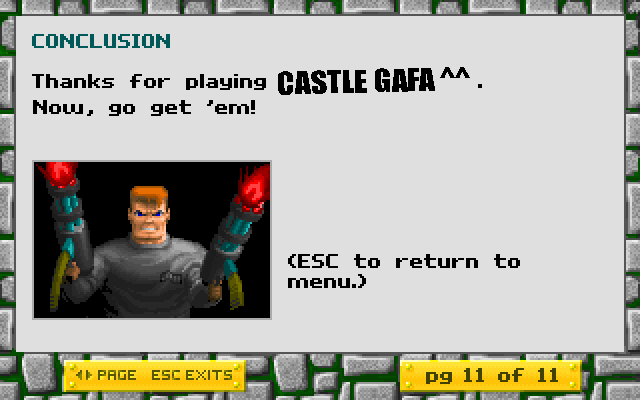 CONCLUSION
Thanks for playing CASTLE GAFA ^^ .
Now, go get 'em!
(ESC to return to
menu.)
PAGE ESC EXITS
pg 11 of 11